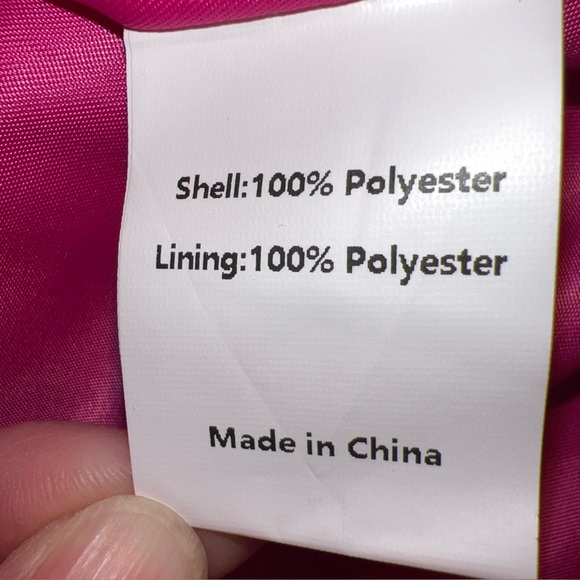 Shell:100% Polyester
Lining:100% Polyester
Made in China